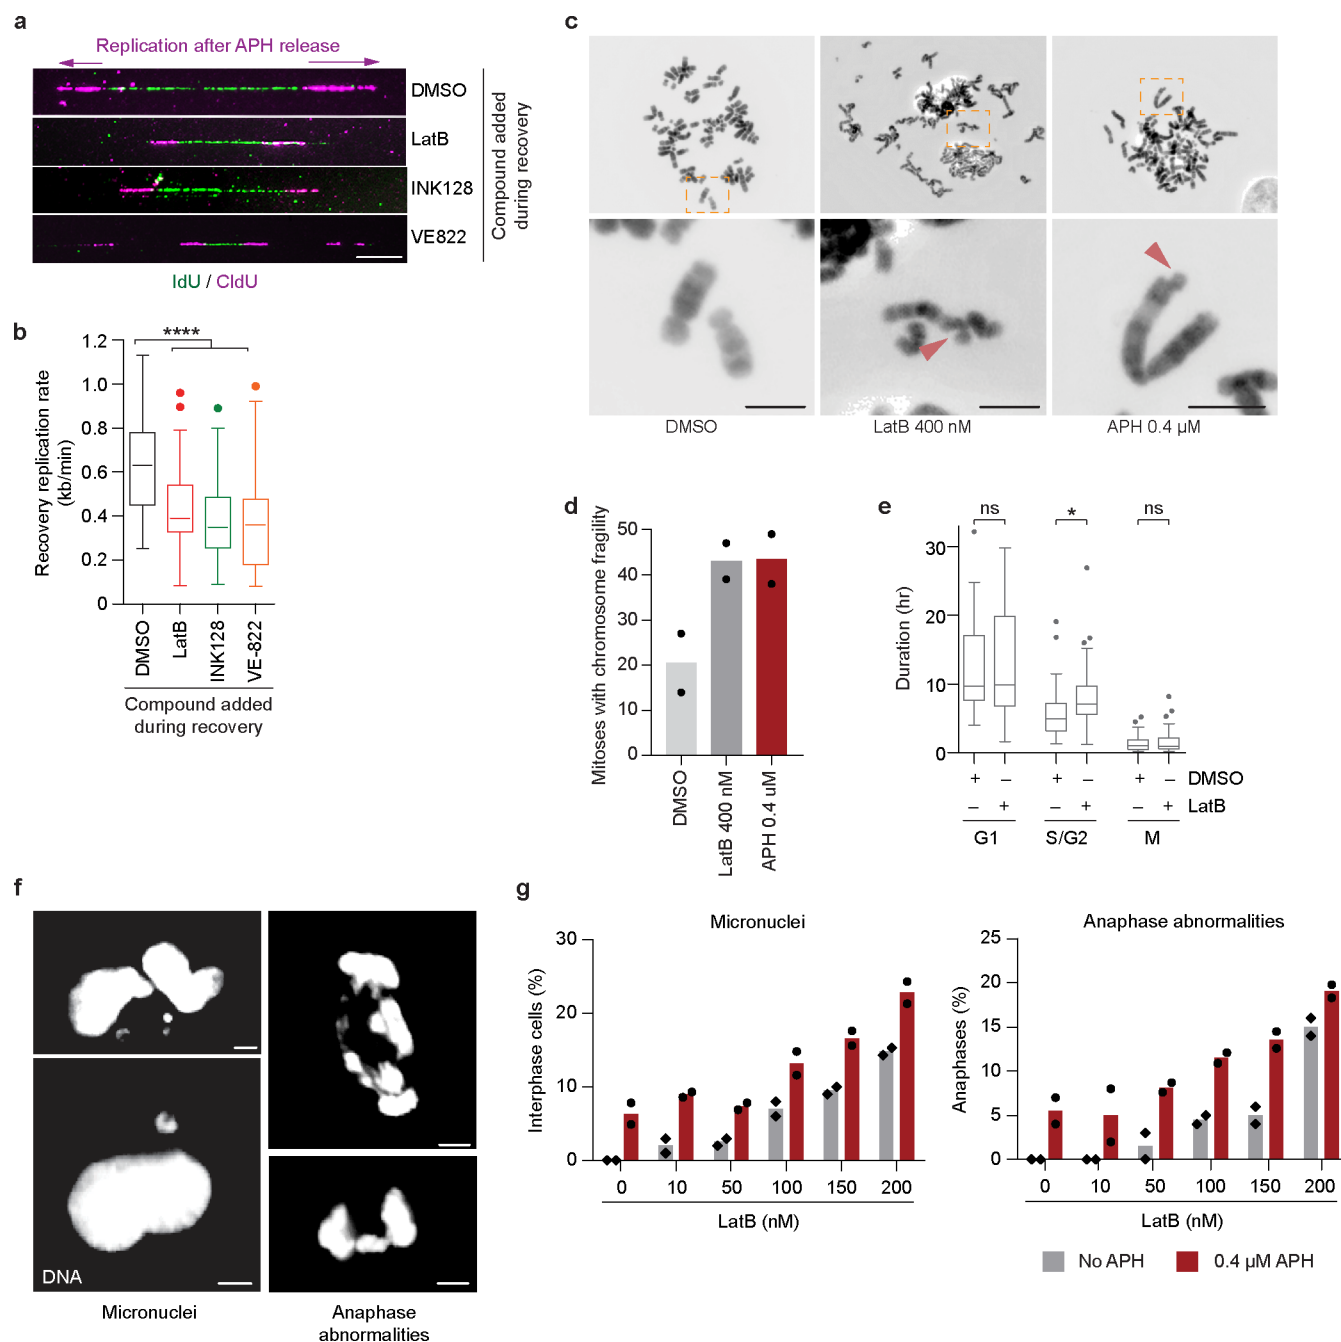 a
Replication after APH release
DMSO
LatB
INK128
VE822
Compound added
during recovery
IdU / CldU
b
****
Recovery replication rate
(kb/min)
1.2
1.0
0.8
0.6
0.4
0.2
0
DMSO
LatB
INK128
VE-822
Compound added
during recovery
c
DMSO
LatB 400 nM
APH 0.4 µM
d
Mitoses with chromosome fragility
50
40
30
20
10
0
DMSO
LatB 400 nM
APH 0.4 uM
e
ns
*
ns
Duration (hr)
30
20
10
0
+ – + – + – DMSO
– + – + – + LatB
G1 S/G2 M
f
DNA
Micronuclei
Anaphase
abnormalities
g
Micronuclei
Interphase cells (%)
30
20
10
0
0 10 50 100 150 200
LatB (nM)
Anaphase abnormalities
Anaphases (%)
25
20
15
10
5
0
0 10 50 100 150 200
LatB (nM)
No APH
0.4 µM APH